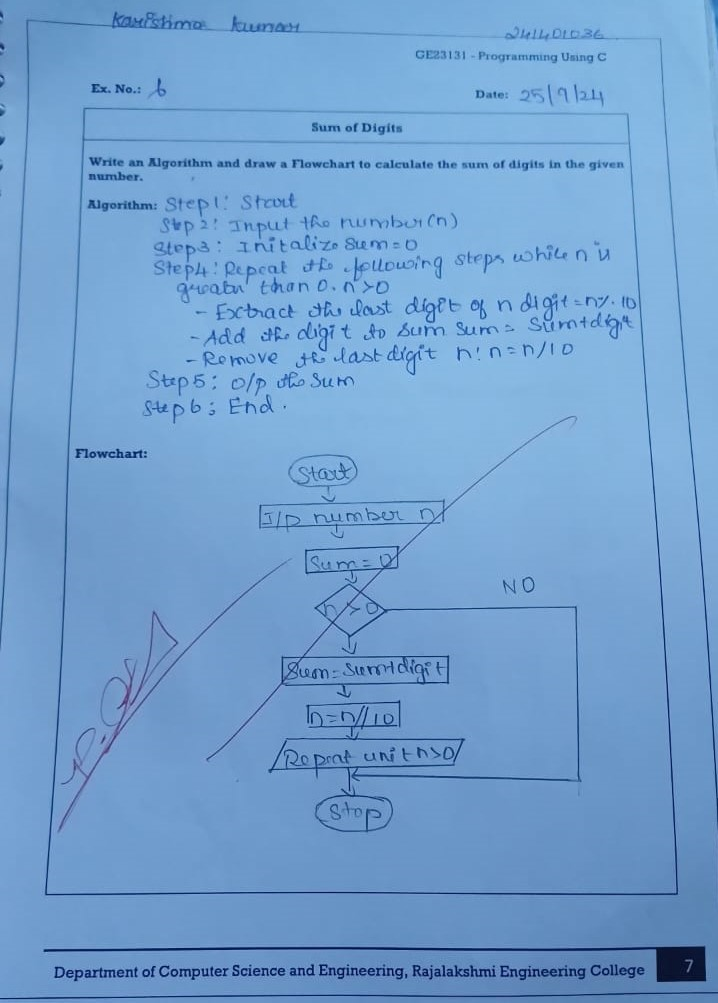 Karishma kumar
241401036
GE23131 - Programming Using C
Ex. No.: 6
Date: 25/9/24
Sum of Digits
Write an Algorithm and draw a Flowchart to calculate the sum of digits in the given
number.
Algorithm: Step1: Start
Step2: Input the number(n)
Step3: Initalize Sum=0
Step4: Repeat the following steps while n is
greater than 0. n>0
- Extract the last digit of n digit=n%10
- Add the digit to sum sum= Sum+digit
- Remove the last digit n: n=n/10
Step5: O/p the Sum
Step6: End.
Flowchart:
Start
I/p number n
Sum=0
n>0
NO
Sum=Sum+digit
n=n//10
Repeat unit n>0
Stop
Department of Computer Science and Engineering, Rajalakshmi Engineering College
7